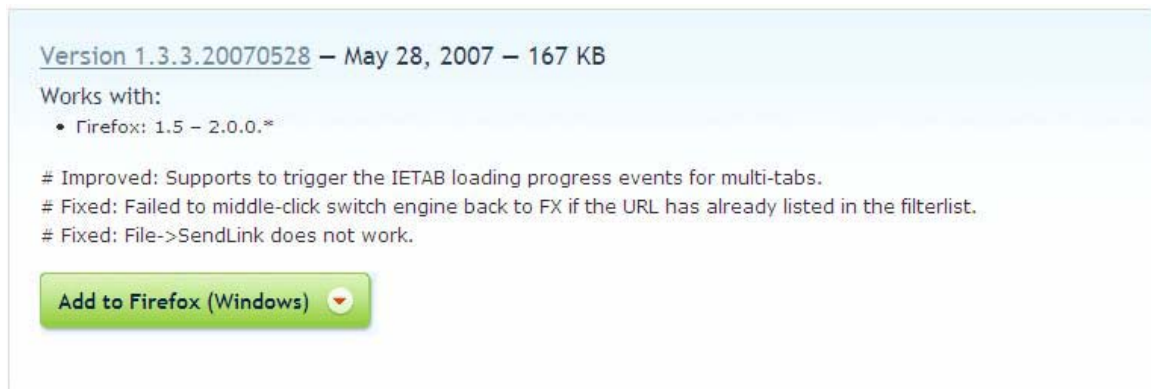 Version 1.3.3.20070528 — May 28, 2007 — 167 KB
Works with:
• Firefox: 1.5 – 2.0.0.*
# Improved: Supports to trigger the IETAB loading progress events for multi-tabs.
# Fixed: Failed to middle-click switch engine back to FX if the URL has already listed in the filterlist.
# Fixed: File->SendLink does not work.
Add to Firefox (Windows)